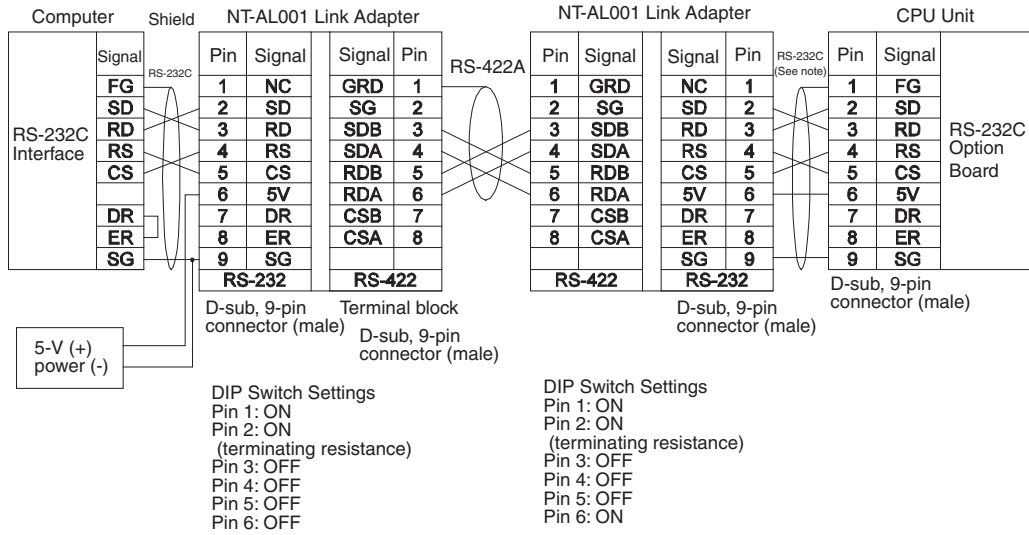 Computer Shield NT-AL001 Link Adapter NT-AL001 Link Adapter CPU Unit
Signal Pin Signal Signal Pin Pin Signal Signal Pin Pin Signal
RS-232C RS-422A RS-232C
(See note)
FG 1 NC GRD 1 1 GRD NC 1 1 FG
SD 2 SD SG 2 2 SG SD 2 2 SD
RD 3 RD SDB 3 3 SDB RD 3 3 RD
RS 4 RS SDA 4 4 SDA RS 4 4 RS
CS 5 CS RDB 5 5 RDB CS 5 5 CS
6 5V RDA 6 6 RDA 5V 6 6 5V
DR 7 DR CSB 7 7 CSB DR 7 7 DR
ER 8 ER CSA 8 8 CSA ER 8 8 ER
SG 9 SG SG 9 9 SG
RS-232C
Interface
RS-232C
Option
Board
RS-232 RS-422 RS-422 RS-232
D-sub, 9-pin
connector (male)
Terminal block
D-sub, 9-pin
connector (male)
D-sub, 9-pin
connector (male)
D-sub, 9-pin
connector (male)
5-V (+)
power (-)
DIP Switch Settings
Pin 1: ON
Pin 2: ON
(terminating resistance)
Pin 3: OFF
Pin 4: OFF
Pin 5: OFF
Pin 6: OFF
DIP Switch Settings
Pin 1: ON
Pin 2: ON
(terminating resistance)
Pin 3: OFF
Pin 4: OFF
Pin 5: OFF
Pin 6: ON